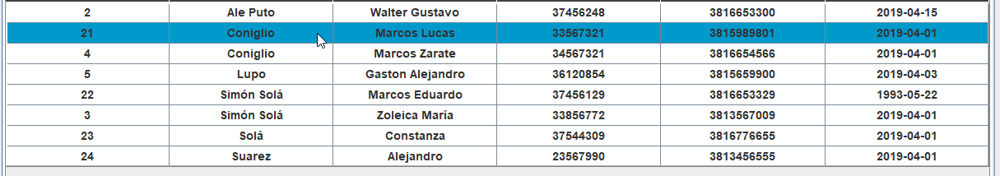 2 Ale Puto Walter Gustavo 37456248 3816653300 2019-04-15
21 Coniglio Marcos Lucas 33567321 3815989801 2019-04-01
4 Coniglio Marcos Zarate 34567321 3816654566 2019-04-01
5 Lupo Gaston Alejandro 36120854 3815659900 2019-04-03
22 Simón Solá Marcos Eduardo 37456129 3816653329 1993-05-22
3 Simón Solá Zoleica María 33856772 3813567009 2019-04-01
23 Solá Constanza 37544309 3816776655 2019-04-01
24 Suarez Alejandro 23567990 3813456555 2019-04-01